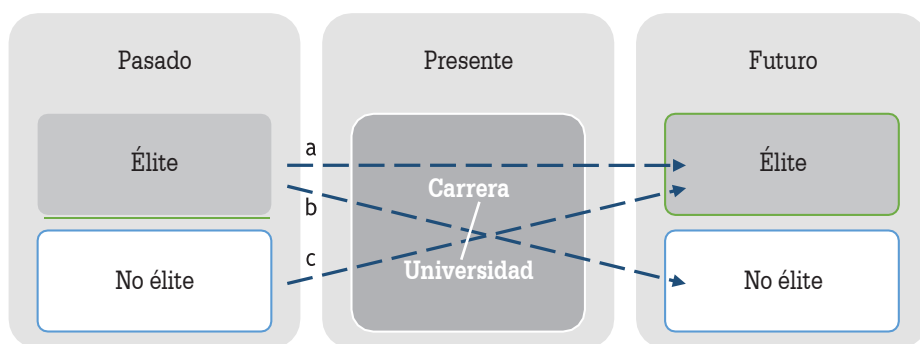 Pasado
Presente
Futuro
Élite
a
Élite
Carrera
b
c
Universidad
No élite
No élite